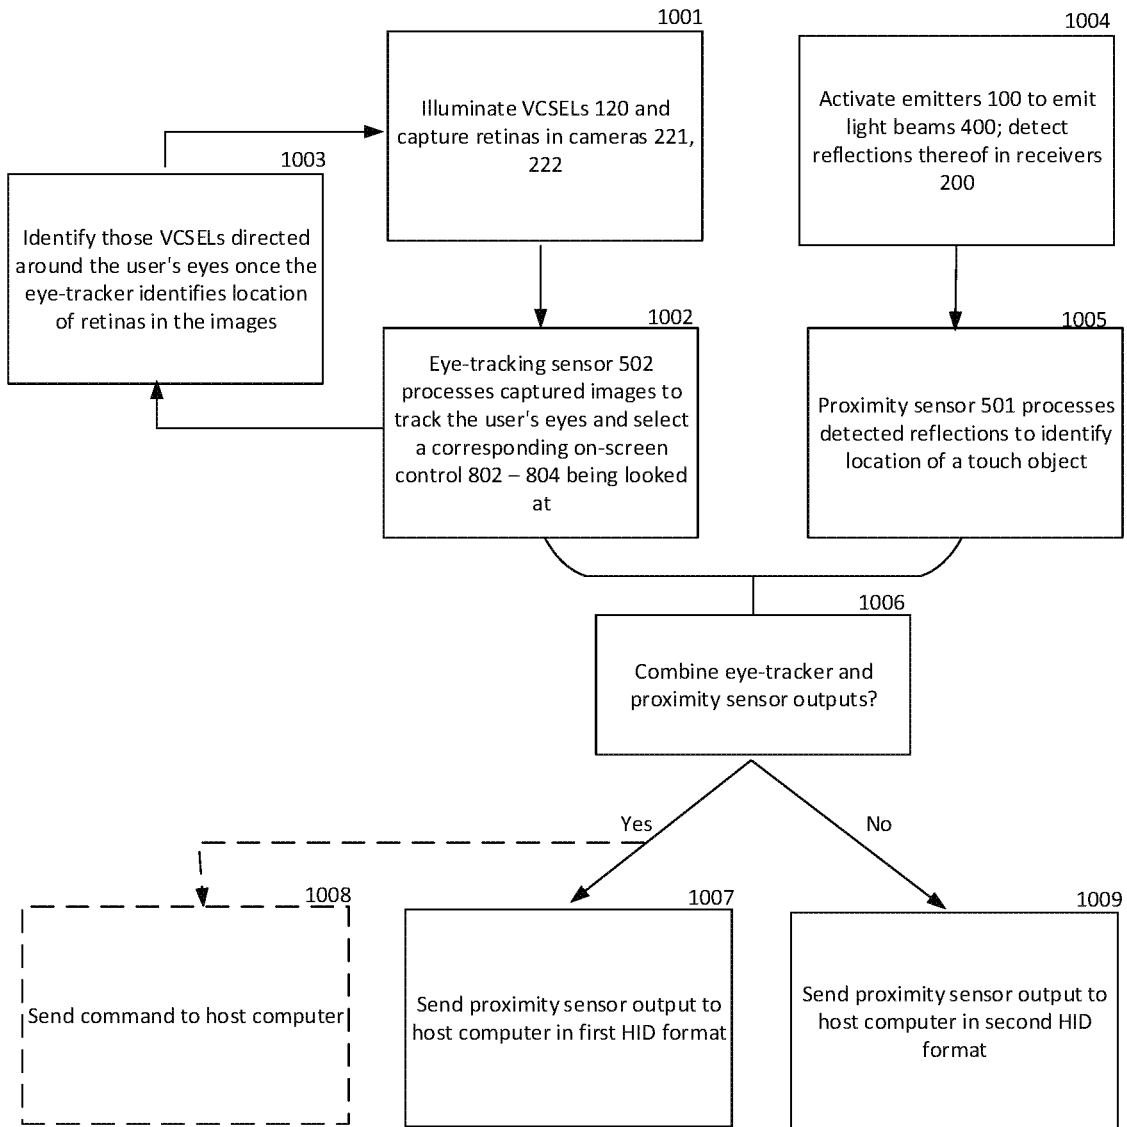 1001
Illuminate VCSELs 120 and
capture retinas in cameras 221,
222
1004
Activate emitters 100 to emit
light beams 400; detect
reflections thereof in receivers
200
1003
Identify those VCSELs directed
around the user's eyes once the
eye-tracker identifies location
of retinas in the images
1002
Eye-tracking sensor 502
processes captured images to
track the user's eyes and select
a corresponding on-screen
control 802 – 804 being looked
at
1005
Proximity sensor 501 processes
detected reflections to identify
location of a touch object
1006
Combine eye-tracker and
proximity sensor outputs?
Yes
No
1008
Send command to host computer
1007
Send proximity sensor output to
host computer in first HID format
1009
Send proximity sensor output to
host computer in second HID
format